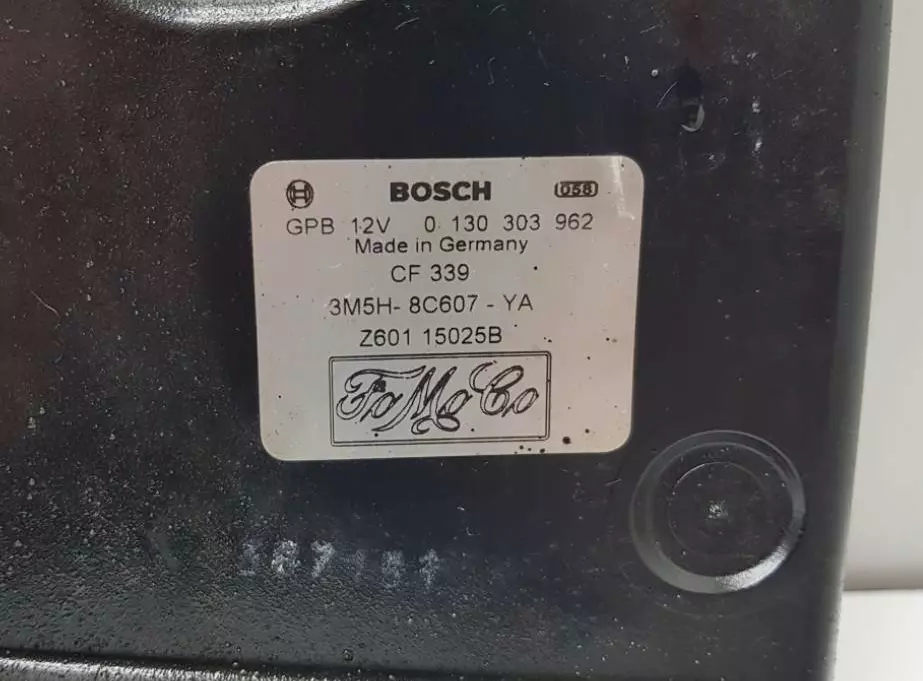 BOSCH 058
GPB 12V 0 130 303 962
Made in Germany
CF 339
3M5H- 8C607 - YA
Z601 15025B
FoMoCo